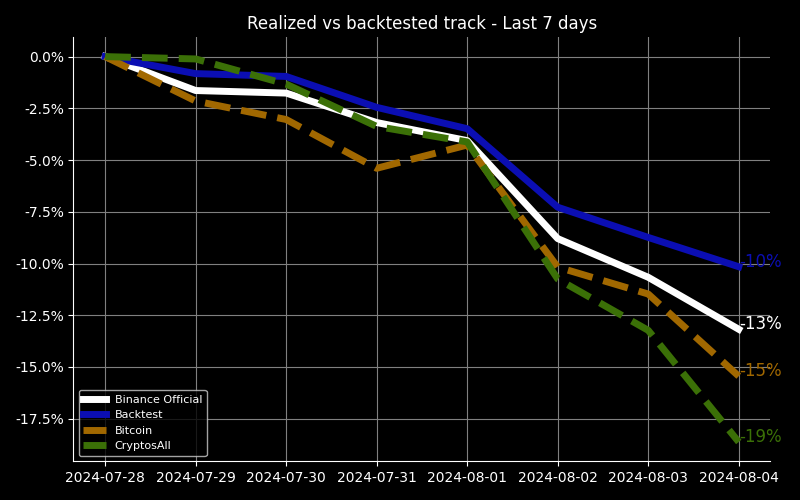 Realized vs backtested track - Last 7 days
0.0%
-2.5%
-5.0%
-7.5%
-10.0%
-12.5%
-15.0%
-17.5%
-10%
-13%
-15%
-19%
Binance Official
Backtest
Bitcoin
CryptosAll
2024-07-28 2024-07-29 2024-07-30 2024-07-31 2024-08-01 2024-08-02 2024-08-03 2024-08-04